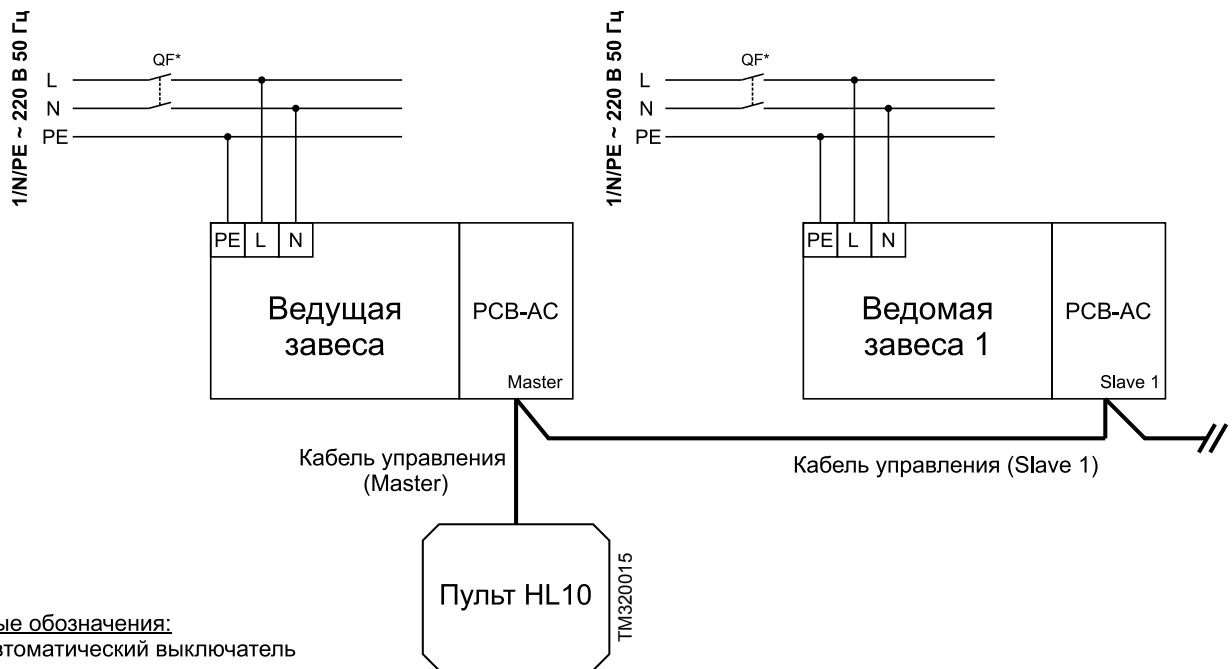 1/N/PE ~ 220 В 50 Гц
QF*
L
N
PE
PE L N
Ведущая
завеса
PCB-AC
Master
1/N/PE ~ 220 В 50 Гц
QF*
L
N
PE
PE L N
Ведомая
завеса 1
PCB-AC
Slave 1
Кабель управления
(Master)
Кабель управления (Slave 1)
Пульт HL10
TM320015
обозначения:
выключатель